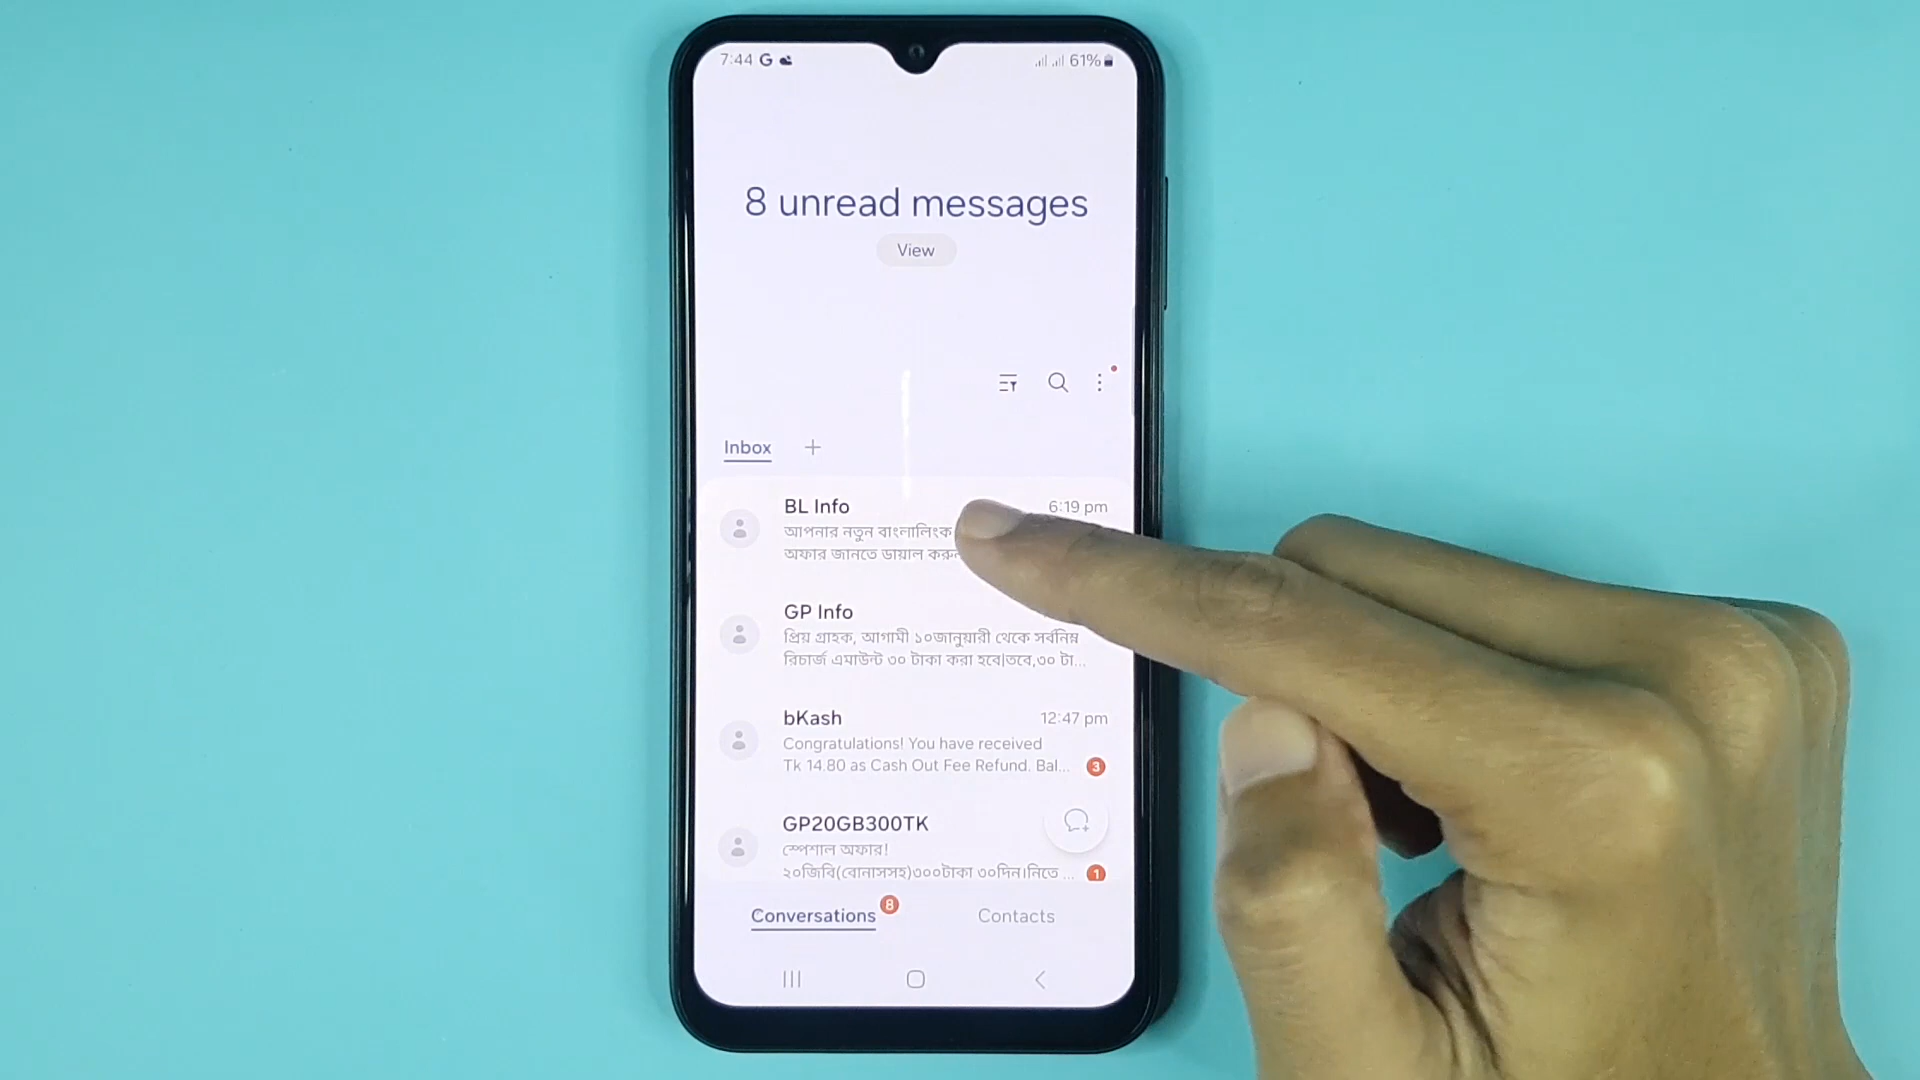 7:44 G
61%
8 unread messages
View
Inbox +
BL Info
6:19 pm
আপনার নতুন বাংলালিংক
অফার জানতে ডায়াল করুন
GP Info
প্রিয় গ্রাহক, আগামী ১০জানুয়ারী থেকে সর্বনিম্ন
রিচার্জ এমাউন্ট ৩০ টাকা করা হবে|তবে,৩০ টা...
bKash
12:47 pm
Congratulations! You have received
Tk 14.80 as Cash Out Fee Refund. Bal...
3
GP20GB300TK
স্পেশাল অফার!
২০জিবি(বোনাসসহ)৩০০টাকা ৩০দিন।নিতে ...
1
Conversations
8
Contacts